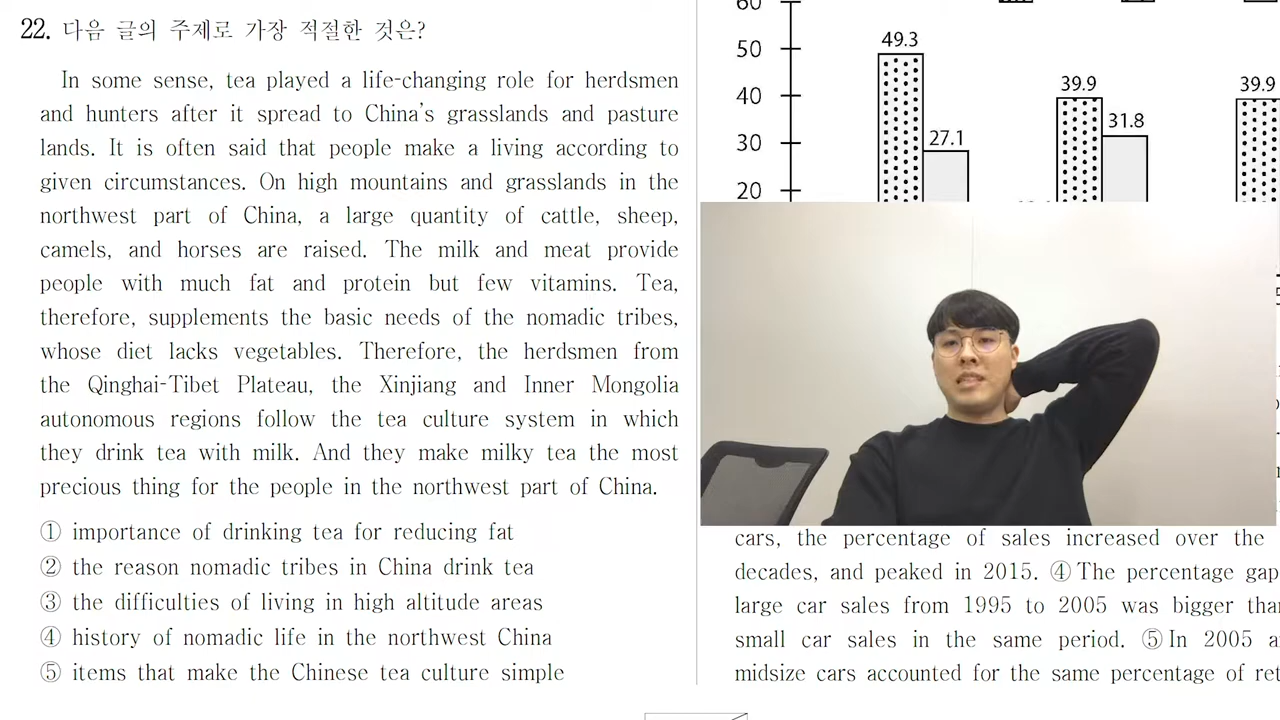 22. 다음 글의 주제로 가장 적절한 것은?
In some sense, tea played a life-changing role for herdsmen
and hunters after it spread to China's grasslands and pasture
lands. It is often said that people make a living according to
given circumstances. On high mountains and grasslands in the
northwest part of China, a large quantity of cattle, sheep,
camels, and horses are raised. The milk and meat provide
people with much fat and protein but few vitamins. Tea,
therefore, supplements the basic needs of the nomadic tribes,
whose diet lacks vegetables. Therefore, the herdsmen from
the Qinghai-Tibet Plateau, the Xinjiang and Inner Mongolia
autonomous regions follow the tea culture system in which
they drink tea with milk. And they make milky tea the most
precious thing for the people in the northwest part of China.
① importance of drinking tea for reducing fat
② the reason nomadic tribes in China drink tea
③ the difficulties of living in high altitude areas
④ history of nomadic life in the northwest China
⑤ items that make the Chinese tea culture simple
60
50
40
30
20
49.3
27.1
39.9
31.8
39.9
cars, the percentage of sales increased over the
decades, and peaked in 2015. ④ The percentage gap
large car sales from 1995 to 2005 was bigger
small car sales in the same period. ⑤ In 2005
midsize cars accounted for the same percentage of